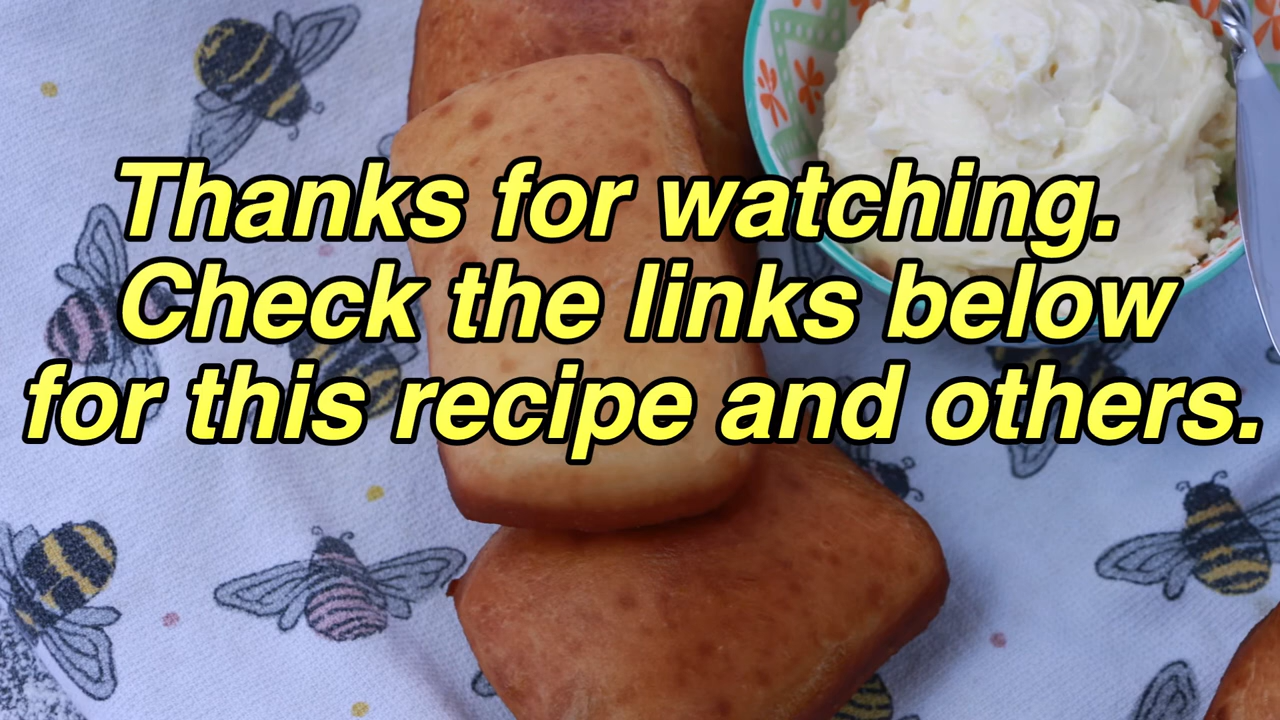 Thanks for watching.
Check the links below
for this recipe and others.